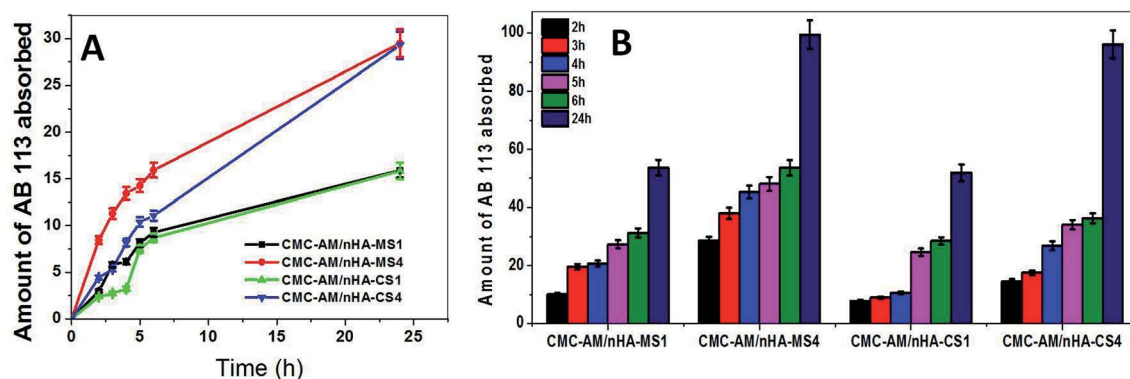 A
Amount of AB 113 absorbed
30
25
20
15
10
5
0
CMC-AM/nHA-MS1
CMC-AM/nHA-MS4
CMC-AM/nHA-CS1
CMC-AM/nHA-CS4
0 5 10 15 20 25
Time (h)
B
Amount of AB 113 absorbed
100
80
60
40
20
0
2h
3h
4h
5h
6h
24h
CMC-AM/nHA-MS1 CMC-AM/nHA-MS4 CMC-AM/nHA-CS1 CMC-AM/nHA-CS4